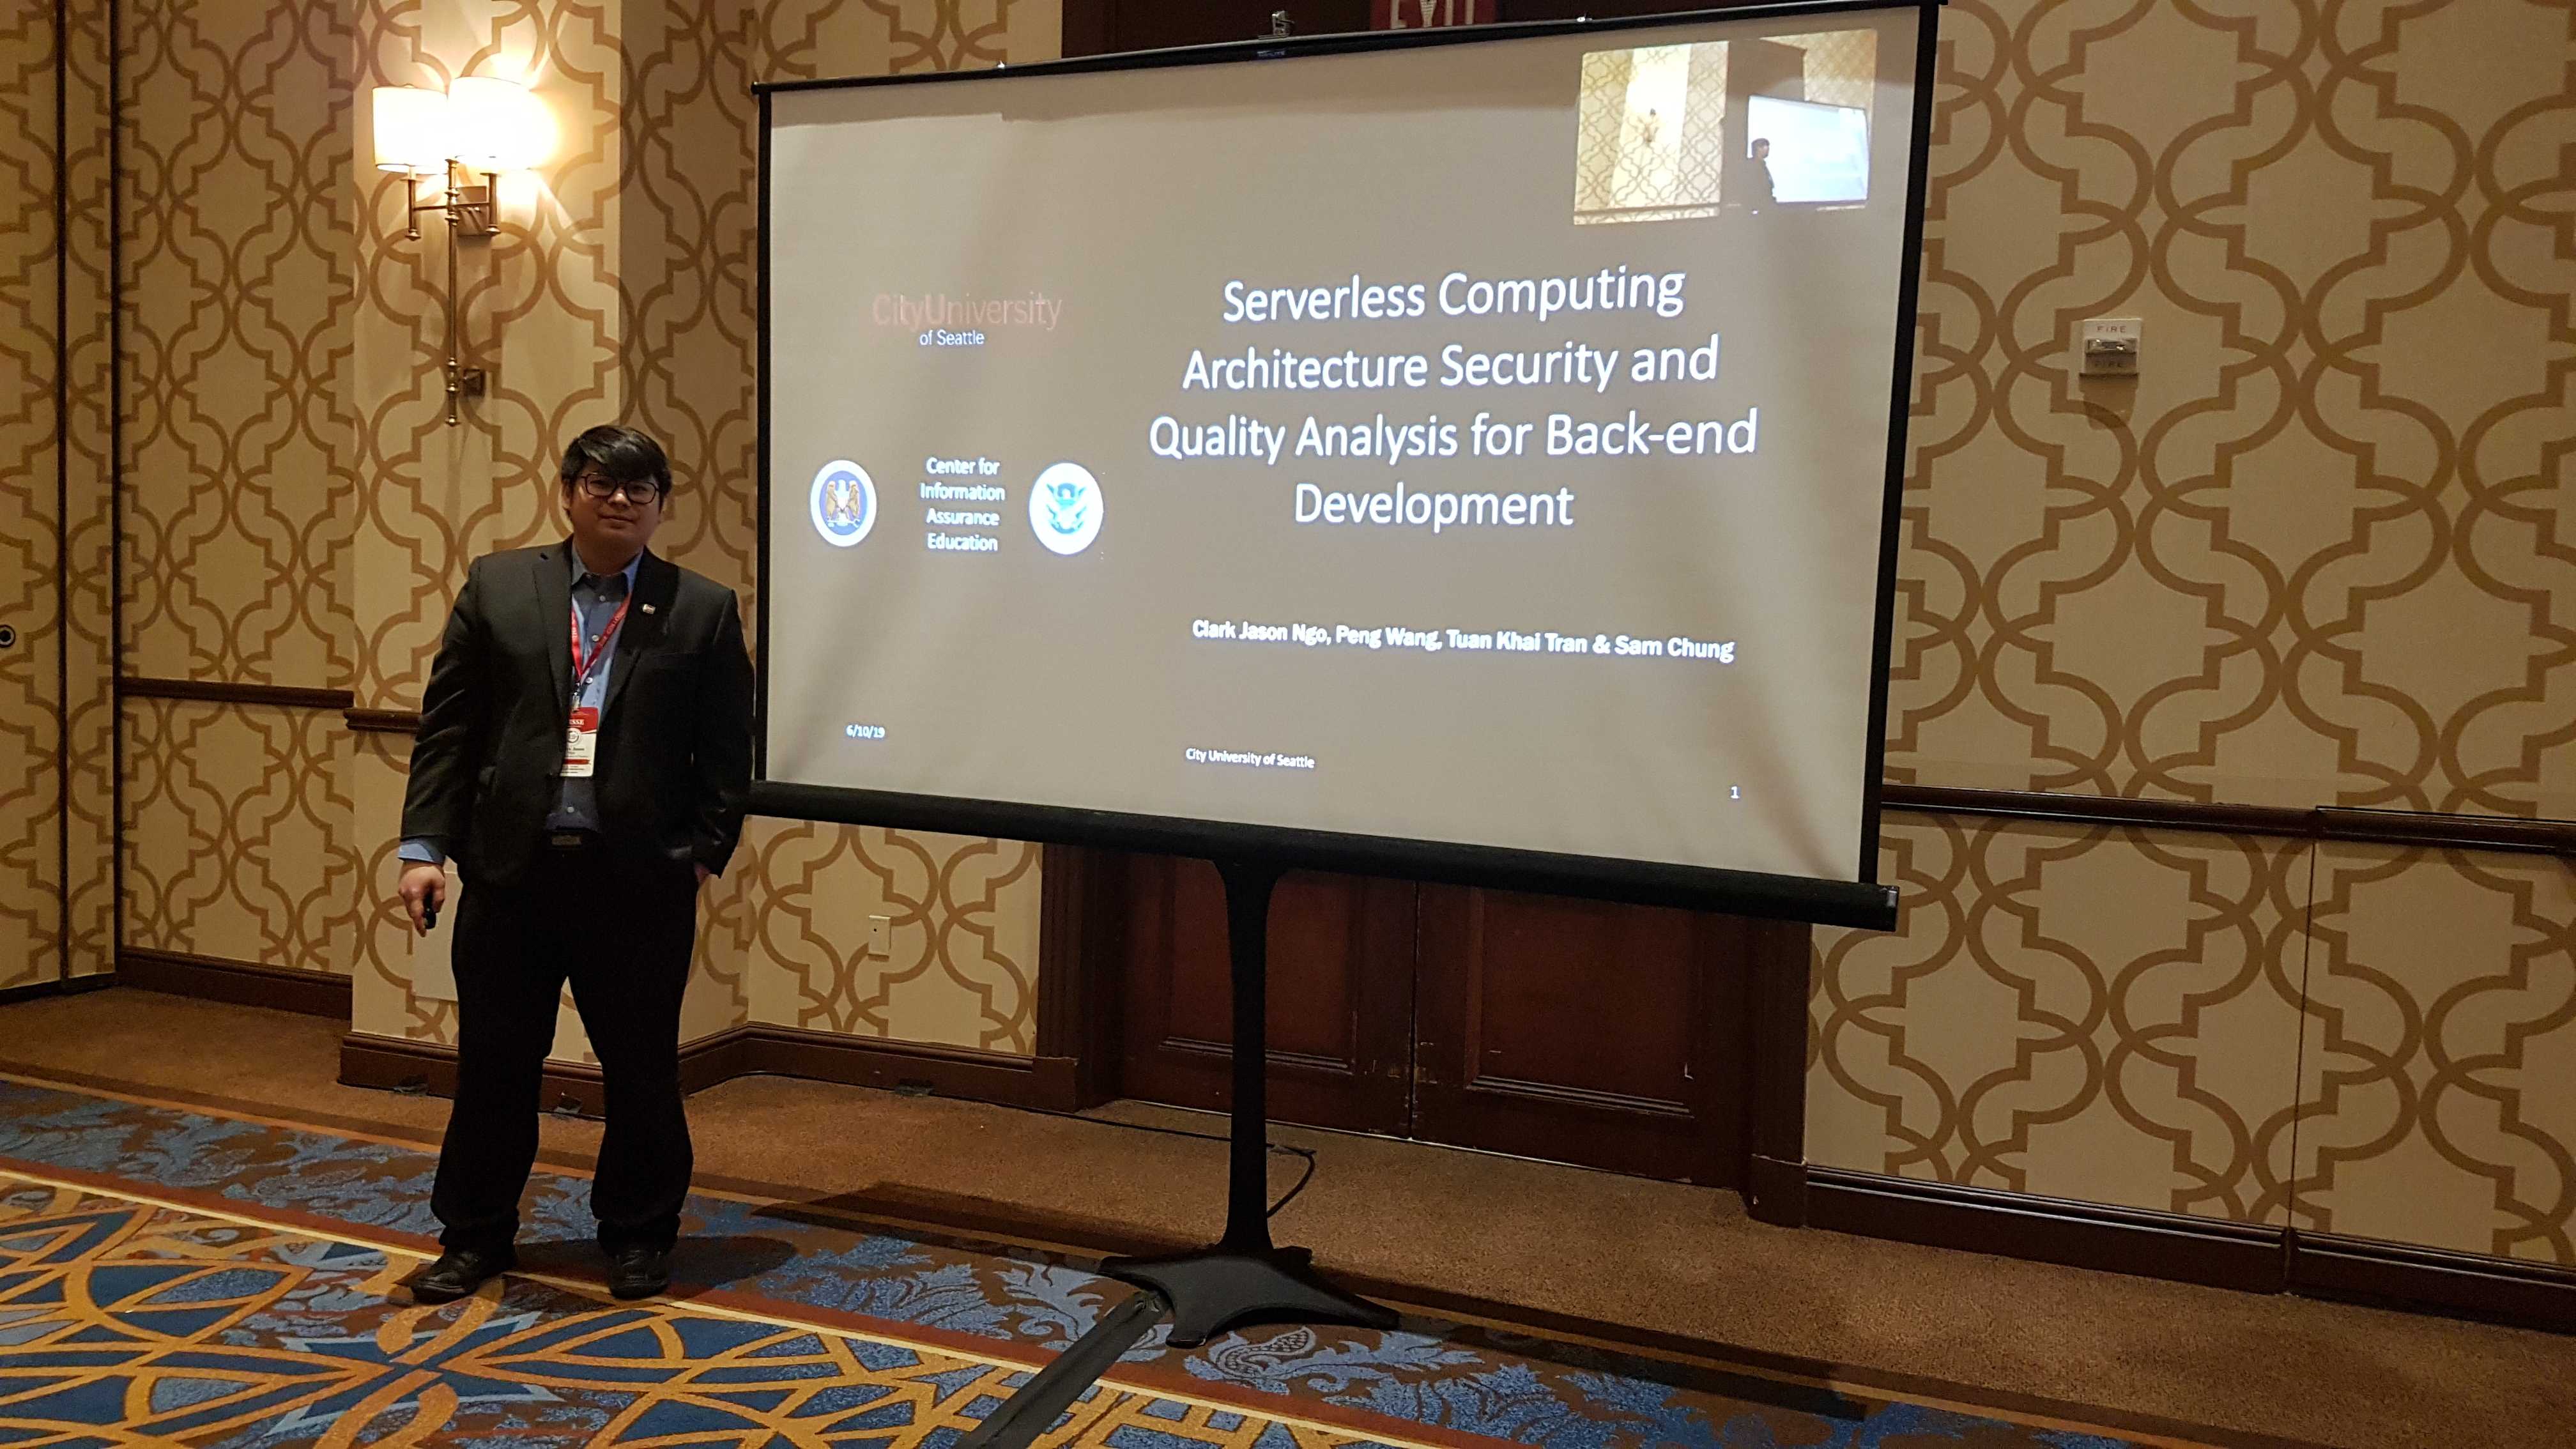 EXIT
CityUniversity
of Seattle
Center for
Information
Assurance
Education
Serverless Computing
Architecture Security and
Quality Analysis for Back-end
Development
Clark Jason Ngo, Peng Wang, Tuan Khai Tran & Sam Chung
6/10/19
City University of Seattle
1
FIRE
FIRE